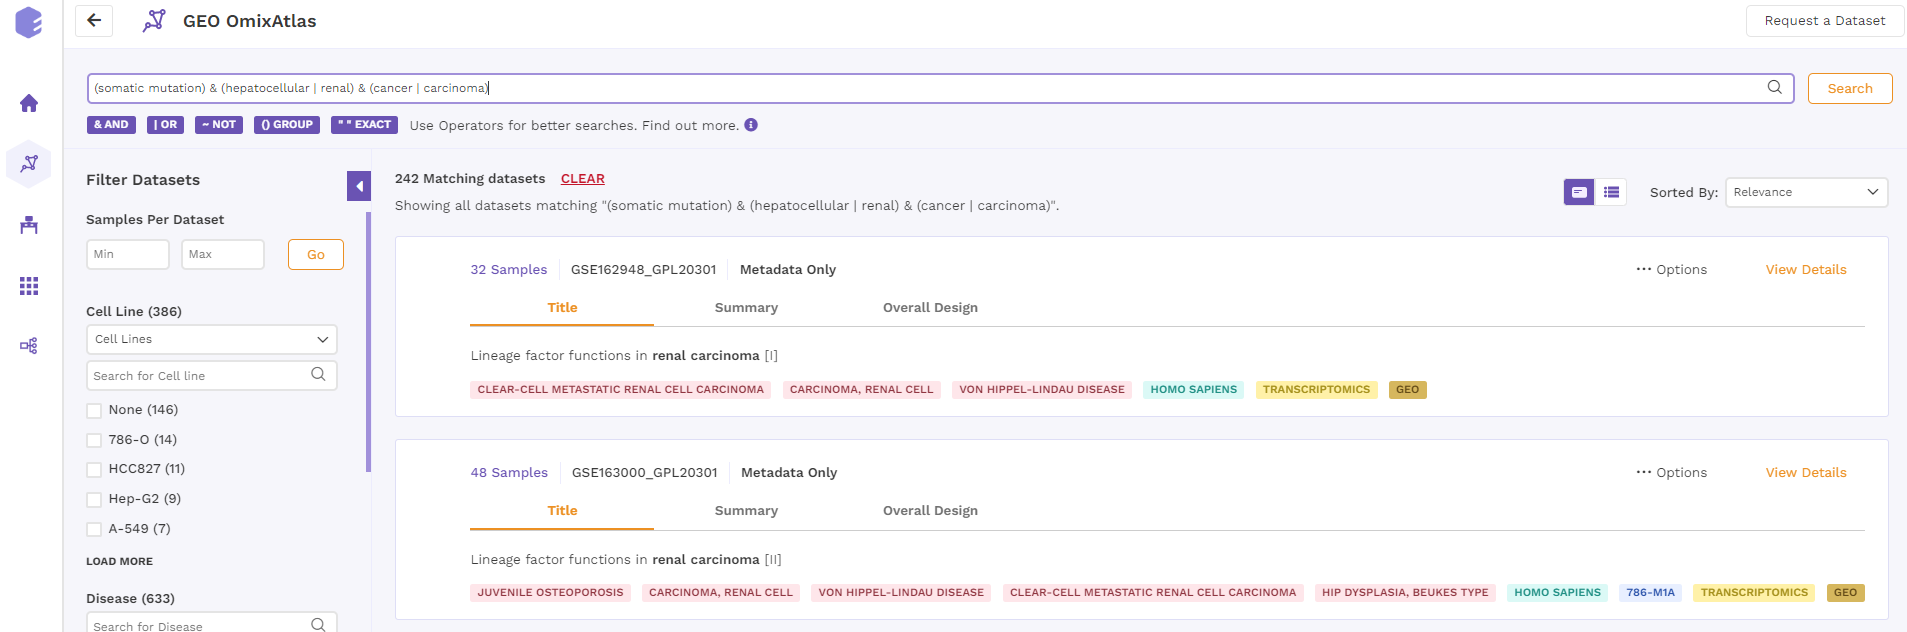 GEO OmixAtlas
Request a Dataset
(somatic mutation) & (hepatocellular | renal) & (cancer | carcinoma)
Search
& AND | OR ~ NOT () GROUP " " EXACT Use Operators for better searches. Find out more.
Filter Datasets
Samples Per Dataset
Min Max Go
Cell Line (386)
Cell Lines
Search for Cell line
None (146)
786-O (14)
HCC827 (11)
Hep-G2 (9)
A-549 (7)
LOAD MORE
Disease (633)
Search for Disease
242 Matching datasets CLEAR
Showing all datasets matching "(somatic mutation) & (hepatocellular | renal) & (cancer | carcinoma)".
Sorted By: Relevance
32 Samples GSE162948_GPL20301 Metadata Only
··· Options View Details
Title Summary Overall Design
Lineage factor functions in renal carcinoma [I]
CLEAR-CELL METASTATIC RENAL CELL CARCINOMA CARCINOMA, RENAL CELL VON HIPPEL-LINDAU DISEASE HOMO SAPIENS TRANSCRIPTOMICS GEO
48 Samples GSE163000_GPL20301 Metadata Only
··· Options View Details
Title Summary Overall Design
Lineage factor functions in renal carcinoma [II]
JUVENILE OSTEOPOROSIS CARCINOMA, RENAL CELL VON HIPPEL-LINDAU DISEASE CLEAR-CELL METASTATIC RENAL CELL CARCINOMA HIP DYSPLASIA, BEUKES TYPE HOMO SAPIENS 786-M1A TRANSCRIPTOMICS GEO